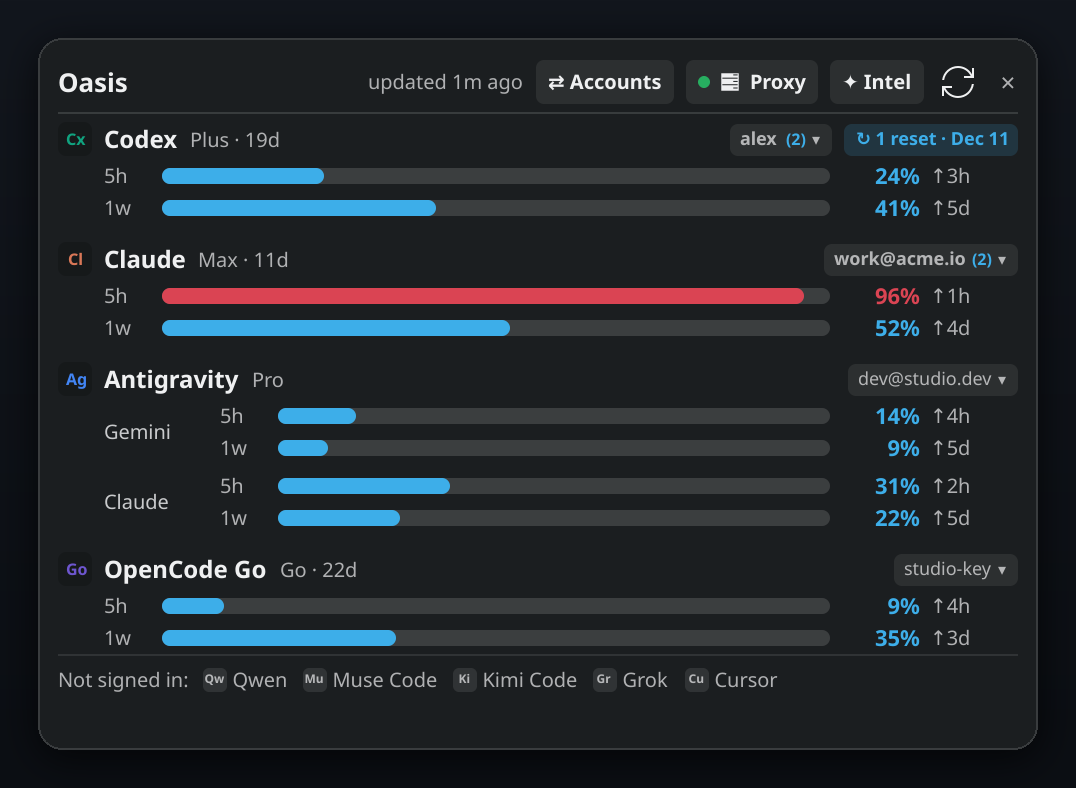 Oasis updated 1m ago ⇄ Accounts Proxy ✦ Intel ×
Cx Codex Plus · 19d alex (2) ▾ ↻ 1 reset · Dec 11
5h 24% ↑3h
1w 41% ↑5d
Cl Claude Max · 11d work@acme.io (2) ▾
5h 96% ↑1h
1w 52% ↑4d
Ag Antigravity Pro dev@studio.dev ▾
Gemini
5h 14% ↑4h
1w 9% ↑5d
Claude
5h 31% ↑2h
1w 22% ↑5d
Go OpenCode Go Go · 22d studio-key ▾
5h 9% ↑4h
1w 35% ↑3d
Not signed in: Qw Qwen Mu Muse Code Ki Kimi Code Gr Grok Cu Cursor